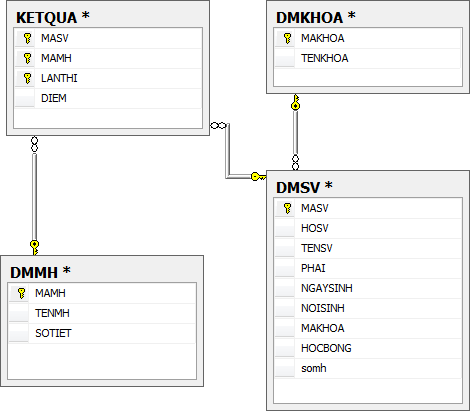 KETQUA *
MASV
MAMH
LANTHI
DIEM
DMKHOA *
MAKHOA
TENKHOA
DMMH *
MAMH
TENMH
SOTIET
DMSV *
MASV
HOSV
TENSV
PHAI
NGAYSINH
NOISINH
MAKHOA
HOCBONG
somh